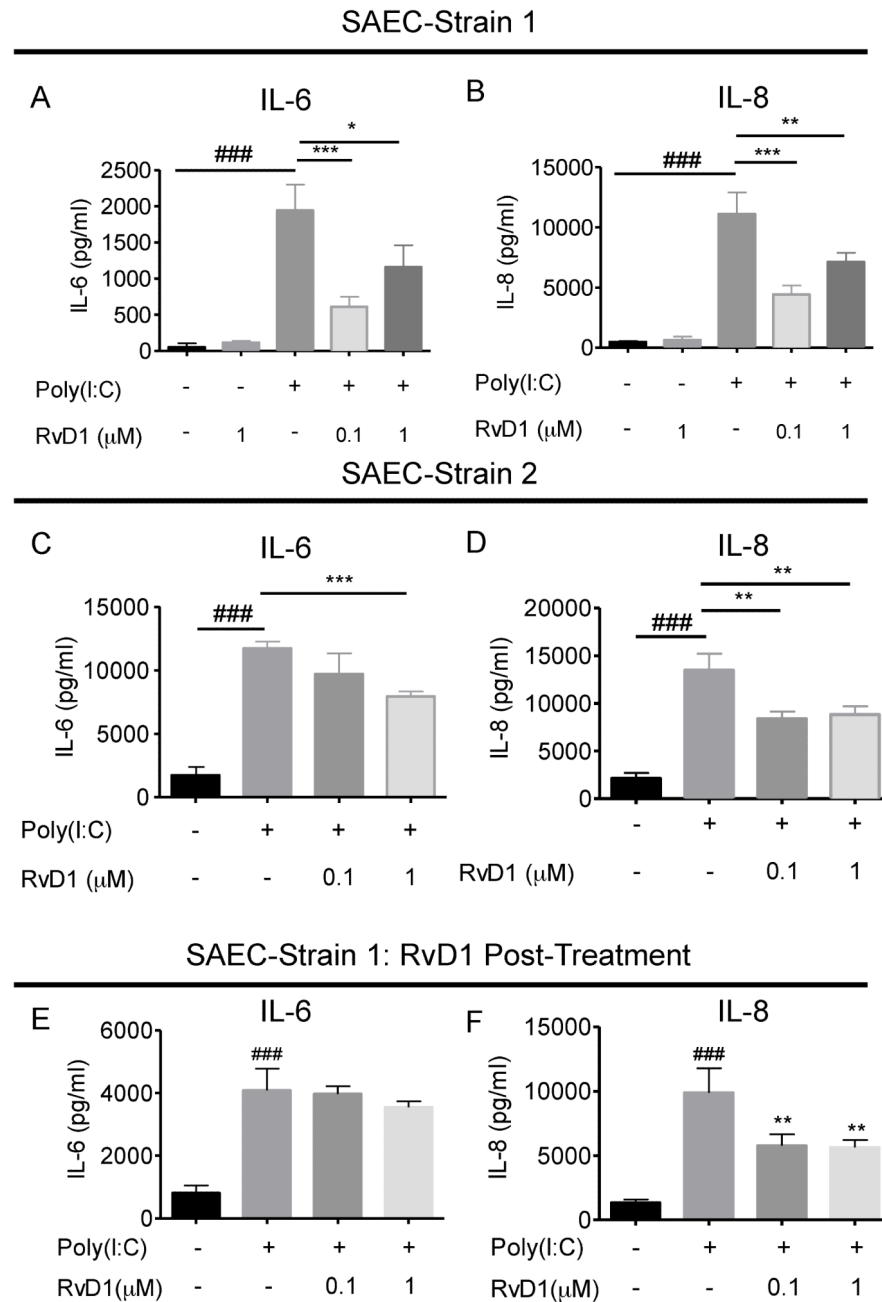 SAEC-Strain 1
A
IL-6
###
***
*
IL-6 (pg/ml)
2500
2000
1500
1000
500
0
Poly(I:C) - - + + +
RvD1 (μM) - 1 - 0.1 1
B
IL-8
###
***
**
IL-8 (pg/ml)
15000
10000
5000
0
Poly(I:C) - - + + +
RvD1 (μM) - 1 - 0.1 1
SAEC-Strain 2
C
IL-6
###
***
IL-6 (pg/ml)
15000
10000
5000
0
Poly(I:C) - + + +
RvD1 (μM) - - 0.1 1
D
IL-8
###
**
**
IL-8 (pg/ml)
20000
15000
10000
5000
0
Poly(I:C) - + + +
RvD1 (μM) - - 0.1 1
SAEC-Strain 1: RvD1 Post-Treatment
E
IL-6
###
IL-6 (pg/ml)
6000
4000
2000
0
Poly(I:C) - + + +
RvD1(μM) - - 0.1 1
F
IL-8
###
**
**
IL-8 (pg/ml)
15000
10000
5000
0
Poly(I:C) - + + +
RvD1(μM) - - 0.1 1